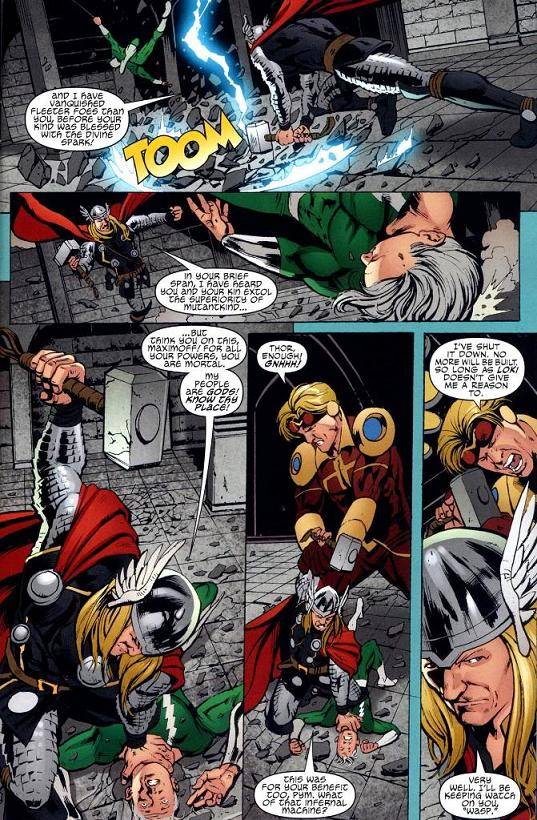 AND I HAVE
VANQUISHED
FLEETER FOES THAN
YOU, BEFORE YOUR
KIND WAS BLESSED
WITH THE DIVINE
SPARK!
TOOM
IN YOUR BRIEF
SPAN, I HAVE HEARD
YOU AND YOUR KIN EXTOL
THE SUPERIORITY OF
MUTANTKIND...
...BUT
THINK YOU ON THIS,
MAXIMOFF! FOR ALL
YOUR POWERS, YOU
ARE MORTAL.
MY
PEOPLE
ARE GODS!
KNOW THY
PLACE!
THOR,
ENOUGH!
GNHHH!
THIS WAS
FOR YOUR BENEFIT
TOO, PYM. WHAT
OF THAT INFERNAL
MACHINE?
I'VE SHUT
IT DOWN. NO
MORE WILL BE BUILT.
SO LONG AS LOKI
DOESN'T GIVE
ME A REASON
TO.
VERY
WELL. I'LL BE
KEEPING WATCH
ON YOU,
"WASP."